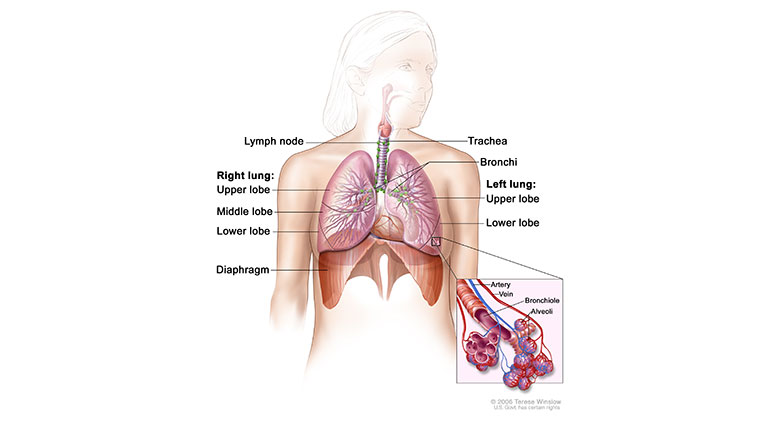 Lymph node
Trachea
Bronchi
Right lung:
Upper lobe
Middle lobe
Lower lobe
Diaphragm
Left lung:
Upper lobe
Lower lobe
Artery
Vein
Bronchiole
Alveoli
© 2006 Terese Winslow
U.S. Govt. has certain rights